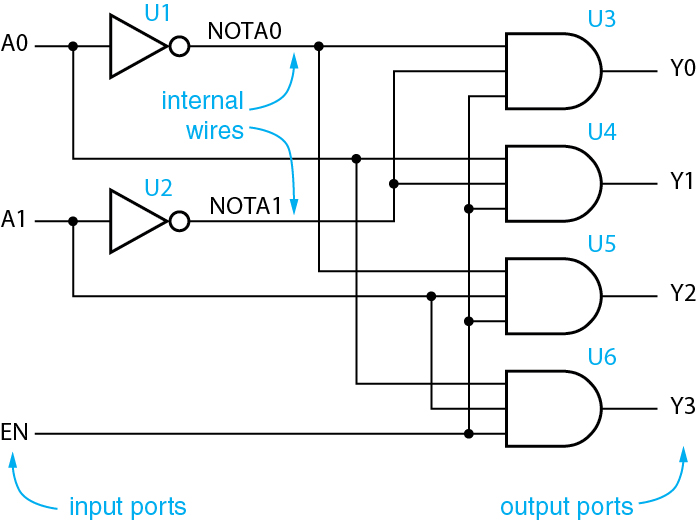 U1
U3
A0
NOTA0
Y0
internal
wires
U4
U2
Y1
A1
NOTA1
U5
Y2
U6
Y3
EN
input ports
output ports